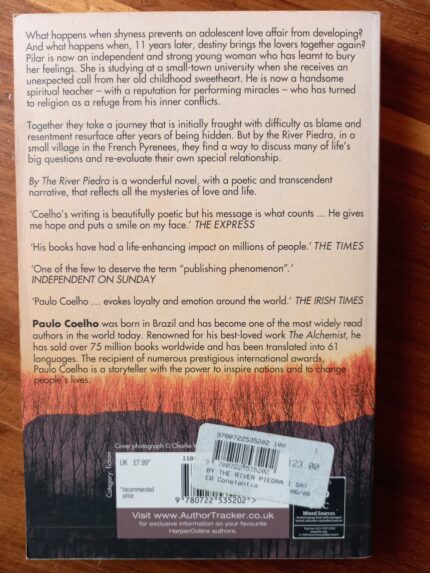 What happens when shyness prevents an adolescent love affair from developing?
And what happens when, 11 years later, destiny brings the lovers together again?
Pilar is now an independent and strong young woman who has learnt to bury
her feelings. She is studying at a small-town university when she receives an
unexpected call from her old childhood sweetheart. He is now a handsome
spiritual teacher – with a reputation for performing miracles – who has turned
to religion as a refuge from his inner conflicts.
Together they take a journey that is initially fraught with difficulty as blame and
resentment resurface after years of being hidden. But by the River Piedra, in a
small village in the French Pyrenees, they find a way to discuss many of life's
big questions and re-evaluate their own special relationship.
By The River Piedra is a wonderful novel, with a poetic and transcendent
narrative, that reflects all the mysteries of love and life.
'Coelho's writing is beautifully poetic but his message is what counts ... He gives
me hope and puts a smile on my face.' THE EXPRESS
'His books have had a life-enhancing impact on millions of people.' THE TIMES
'One of the few to deserve the term "publishing phenomenon".'
INDEPENDENT ON SUNDAY
'Paulo Coelho ... evokes loyalty and emotion around the world.' THE IRISH TIMES
Paulo Coelho was born in Brazil and has become one of the most widely read
authors in the world today. Renowned for his best-loved work The Alchemist, he
has sold over 75 million books worldwide and has been translated into 61
languages. The recipient of numerous prestigious international awards,
Paulo Coelho is a storyteller with the power to inspire nations and to change
people's lives.
Cover photograph © Charlie
Category: Fiction
UK £7.99*
*recommended
price
9780722535202 100
9780722535202
123.00
BY THE RIVER PIEDRA I SAT
EB Constantia
06/08
9 780722 535202 >
Mixed Sources
Visit www.AuthorTracker.co.uk
for exclusive information on your favourite
HarperCollins authors.